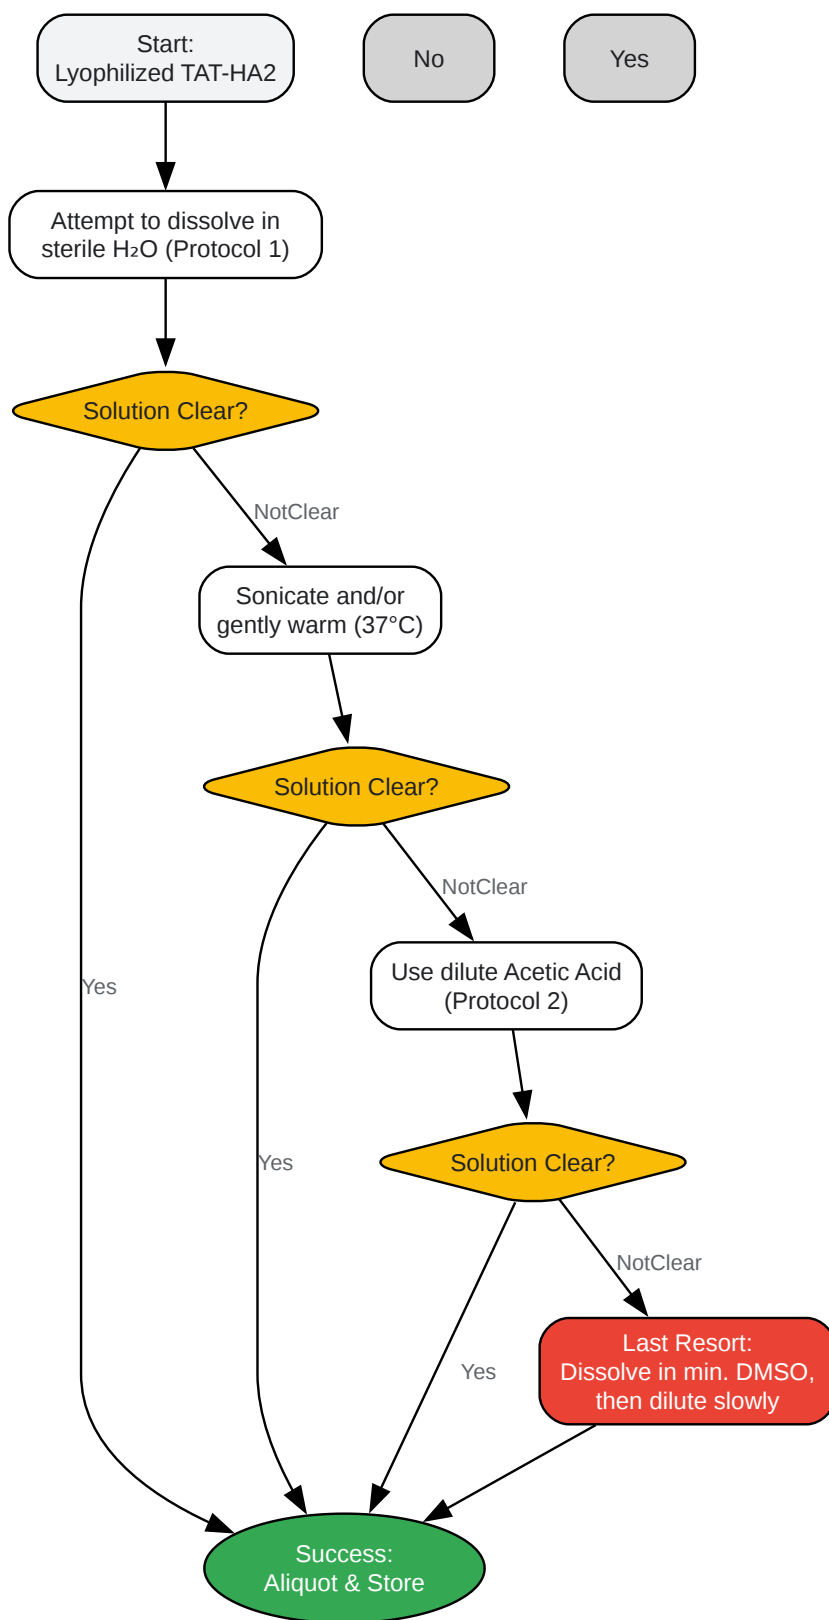 Start:
Lyophilized TAT-HA2
No
Yes
Attempt to dissolve in
sterile H₂O (Protocol 1)
Solution Clear?
NotClear
Sonicate and/or
gently warm (37°C)
Solution Clear?
NotClear
Use dilute Acetic Acid
(Protocol 2)
Yes
Solution Clear?
Yes
NotClear
Last Resort:
Dissolve in min. DMSO,
then dilute slowly
Yes
Success:
Aliquot & Store